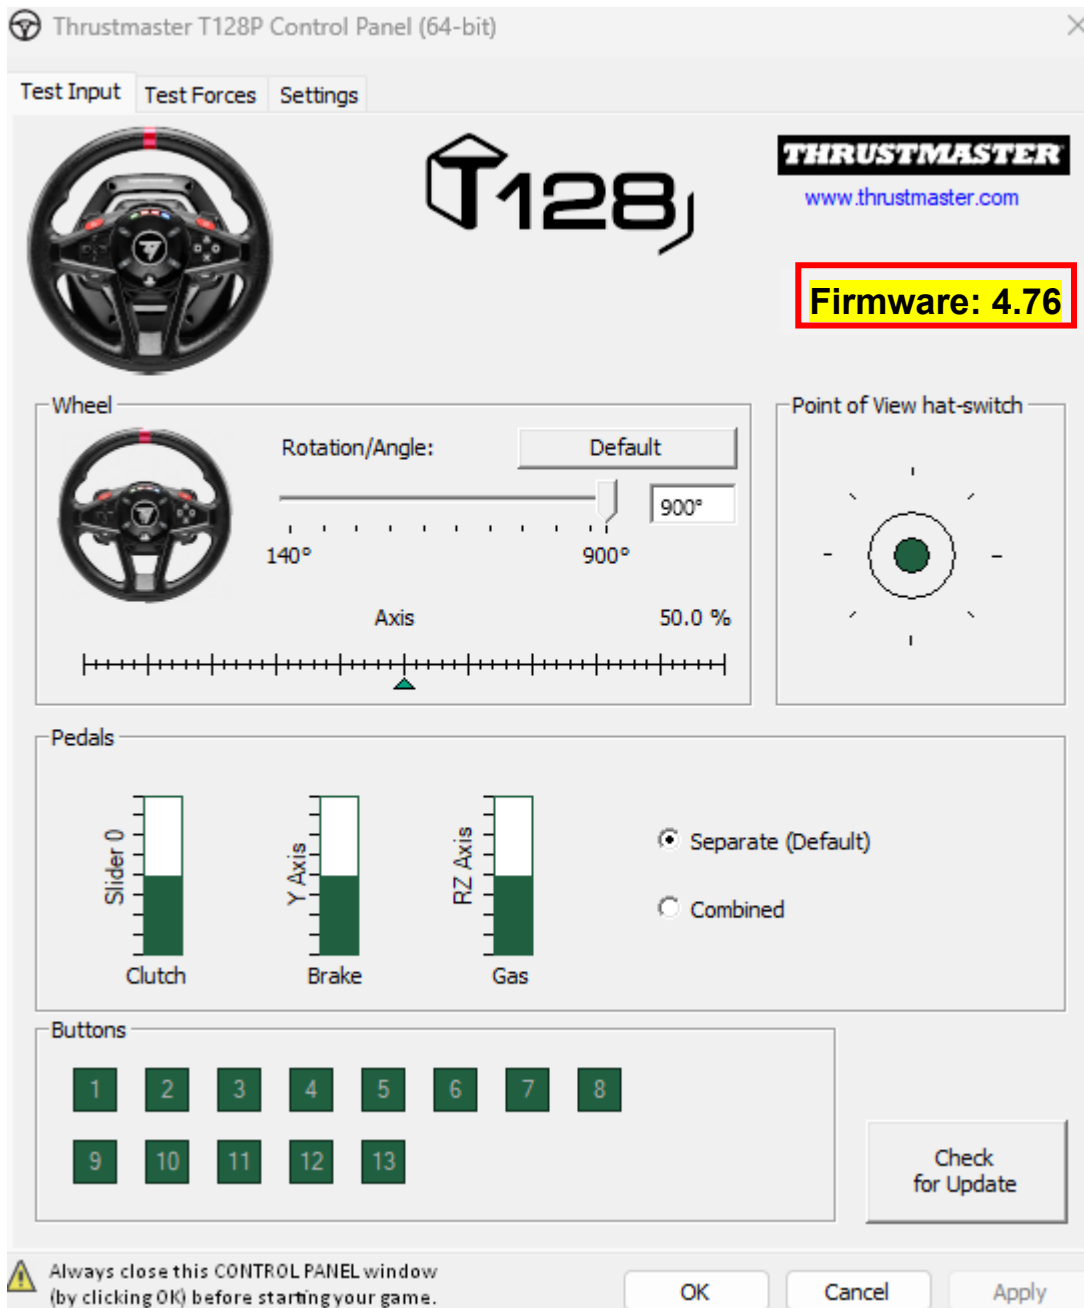 Thrustmaster T128P Control Panel (64-bit)
Test Input Test Forces Settings
T128
THRUSTMASTER
www.thrustmaster.com
Firmware: 4.76
Wheel
Rotation/Angle: Default
900°
140° 900°
Axis 50.0 %
Point of View hat-switch
Pedals
Slider 0
Clutch
Y Axis
Brake
RZ Axis
Gas
Separate (Default)
Combined
Buttons
1 2 3 4 5 6 7 8
9 10 11 12 13
Check
for Update
Always close this CONTROL PANEL window
(by clicking OK) before starting your game.
OK Cancel Apply